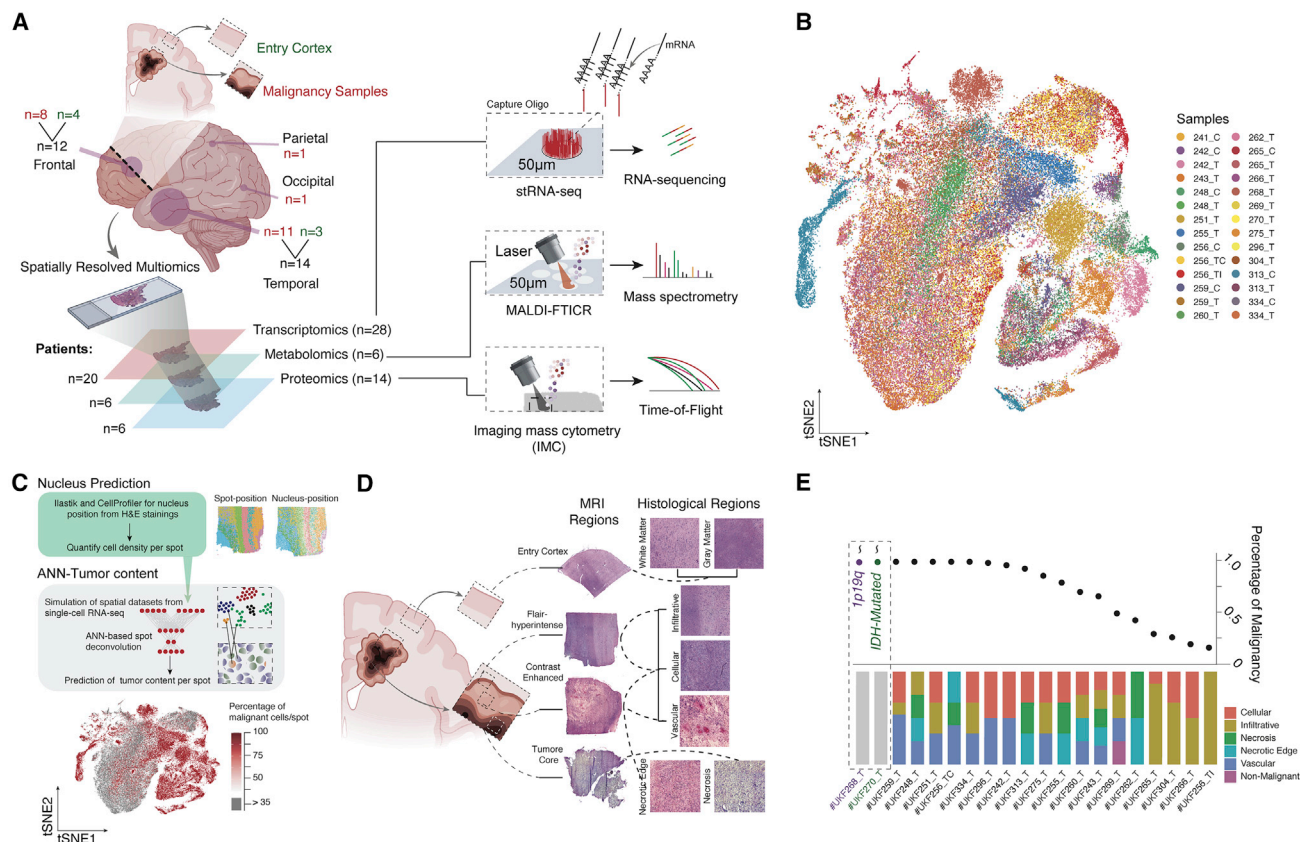 A
Entry Cortex
Malignancy Samples
n=8 n=4
n=12
Frontal
Parietal
n=1
Occipital
n=1
n=11 n=3
n=14
Temporal
Spatially Resolved Multiomics
Patients:
n=20
n=6
n=6
Transcriptomics (n=28)
Metabolomics (n=6)
Proteomics (n=14)
mRNA
AAAA
TTTT
AAAA
TTTT
AAAA
TTTT
AAAA
Capture Oligo
50µm
stRNA-seq
RNA-sequencing
Laser
50µm
MALDI-FTICR
Mass spectrometry
Imaging mass cytometry
(IMC)
Time-of-Flight
B
tSNE2
tSNE1
Samples
241_C
242_C
242_T
243_T
248_C
248_T
251_T
255_T
256_C
256_TC
256_TI
259_C
259_T
260_T
262_T
265_C
265_T
266_T
268_T
269_T
270_T
275_T
296_T
304_T
313_C
313_T
334_C
334_T
C
Nucleus Prediction
Ilastik and CellProfiler for nucleus
position from H&E stainings
Quantify cell density per spot
Spot-position
Nucleus-position
ANN-Tumor content
Simulation of spatial datasets from
single-cell RNA-seq
ANN-based spot
deconvolution
Prediction of tumor content per spot
Percentage of
malignant cells/spot
100
75
50
> 35
tSNE2
tSNE1
D
MRI
Regions
Histological Regions
Entry Cortex
Flair-
hyperintense
Contrast
Enhanced
Tumore
Core
White Matter
Gray Matter
Infiltrative
Cellular
Vascular
Necrotic Edge
Necrosis
E
1p19q
IDH-Mutated
1.0
0.5
0
Percentage of Malignancy
Cellular
Infiltrative
Necrosis
Necrotic Edge
Vascular
Non-Malignant
#UKF268_T
#UKF270_T
#UKF259_T
#UKF248_T
#UKF251_T
#UKF256_TC
#UKF334_T
#UKF296_T
#UKF242_T
#UKF313_T
#UKF275_T
#UKF255_T
#UKF260_T
#UKF243_T
#UKF269_T
#UKF262_T
#UKF265_T
#UKF304_T
#UKF266_T
#UKF256_TI